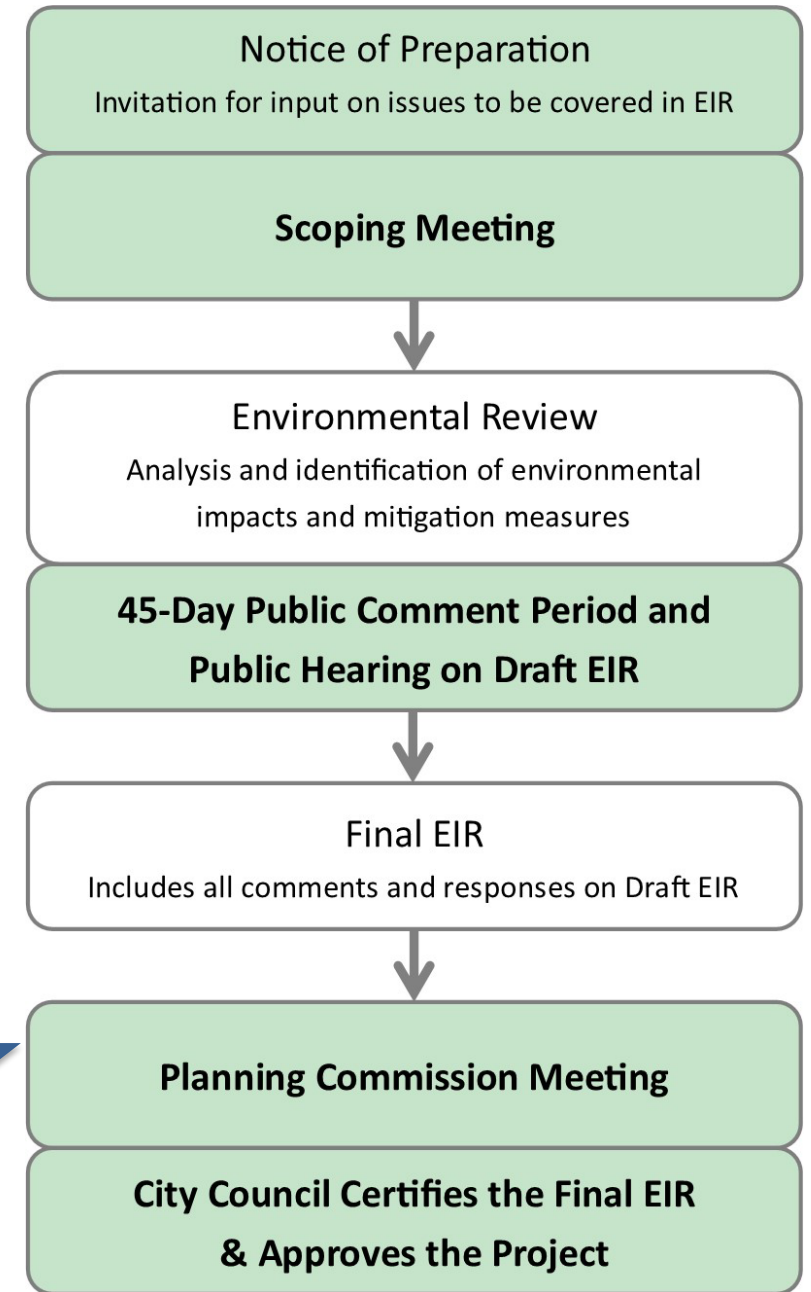 Notice of Preparation
Invitation for input on issues to be covered in EIR
Scoping Meeting
Environmental Review
Analysis and identification of environmental
impacts and mitigation measures
45-Day Public Comment Period and
Public Hearing on Draft EIR
Final EIR
Includes all comments and responses on Draft EIR
Planning Commission Meeting
City Council Certifies the Final EIR
& Approves the Project